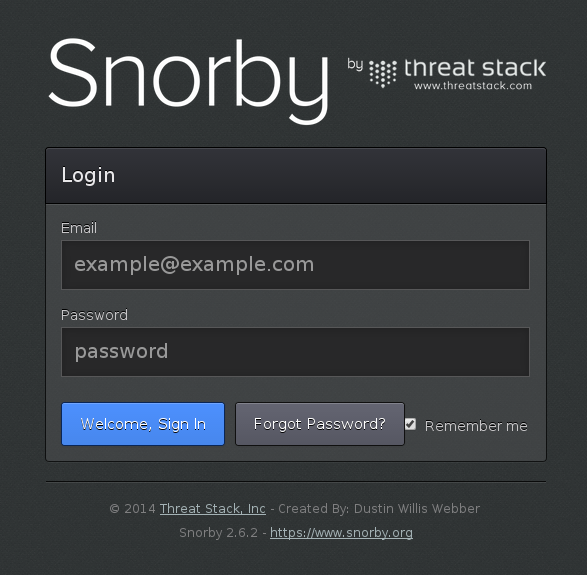 Snorby by threat stack
www.threatstack.com
Login
Email
example@example.com
Password
password
Welcome, Sign In Forgot Password? Remember me
© 2014 Threat Stack, Inc - Created By: Dustin Willis Webber
Snorby 2.6.2 - https://www.snorby.org